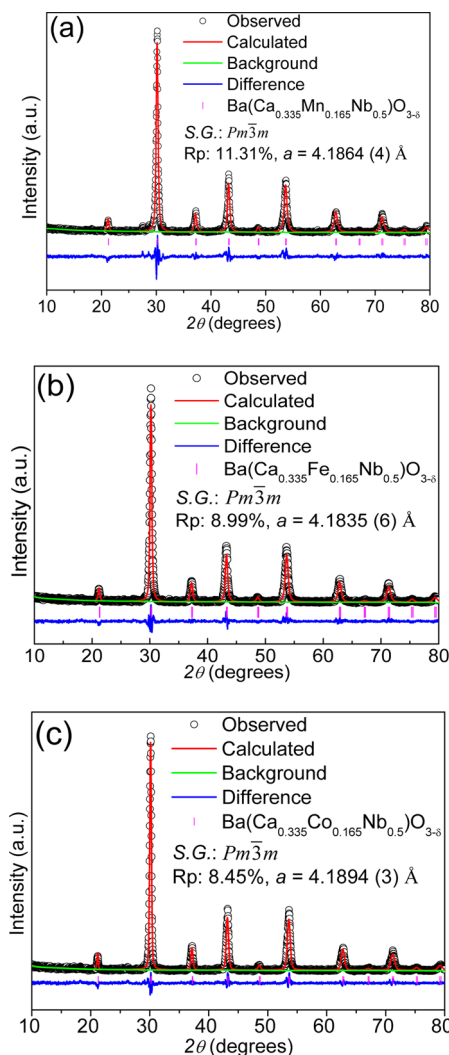 (a)
Observed
Calculated
Background
Difference
Ba(Ca0.335Mn0.165Nb0.5)O3-δ
S.G.: Pm3̅m
Rp: 11.31%, a = 4.1864 (4) Å
Intensity (a.u.)
10 20 30 40 50 60 70 80
2θ (degrees)
(b)
Observed
Calculated
Background
Difference
Ba(Ca0.335Fe0.165Nb0.5)O3-δ
S.G.: Pm3̅m
Rp: 8.99%, a = 4.1835 (6) Å
Intensity (a.u.)
10 20 30 40 50 60 70 80
2θ (degrees)
(c)
Observed
Calculated
Background
Difference
Ba(Ca0.335Co0.165Nb0.5)O3-δ
S.G.: Pm3̅m
Rp: 8.45%, a = 4.1894 (3) Å
Intensity (a.u.)
10 20 30 40 50 60 70 80
2θ (degrees)